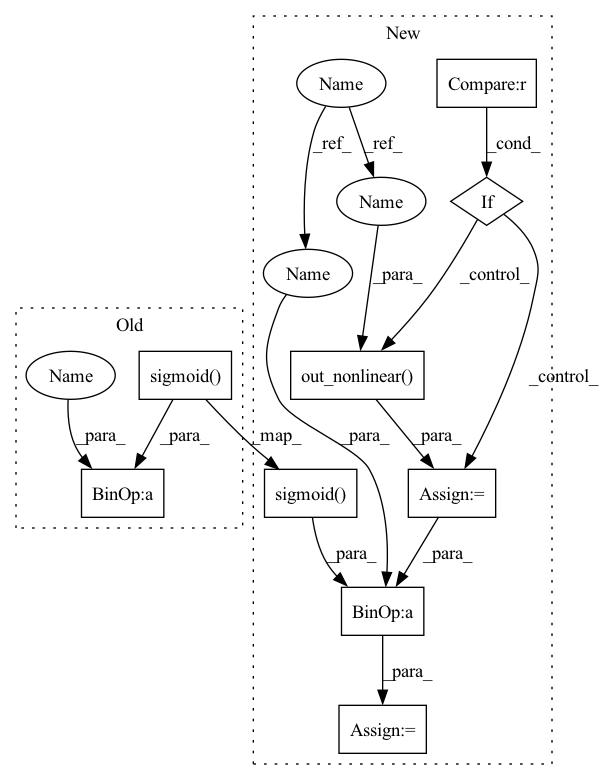 New
Name
Compare:r
_ref_
_ref_
_cond_
Name
If
Name
_para_
_control_
Old
Name
sigmoid()
out_nonlinear()
_control_
_para_
_para_
_map_
_para_
_para_
BinOp:a
sigmoid()
Assign:=
_para_
_para_
BinOp:a
_para_
Assign:=